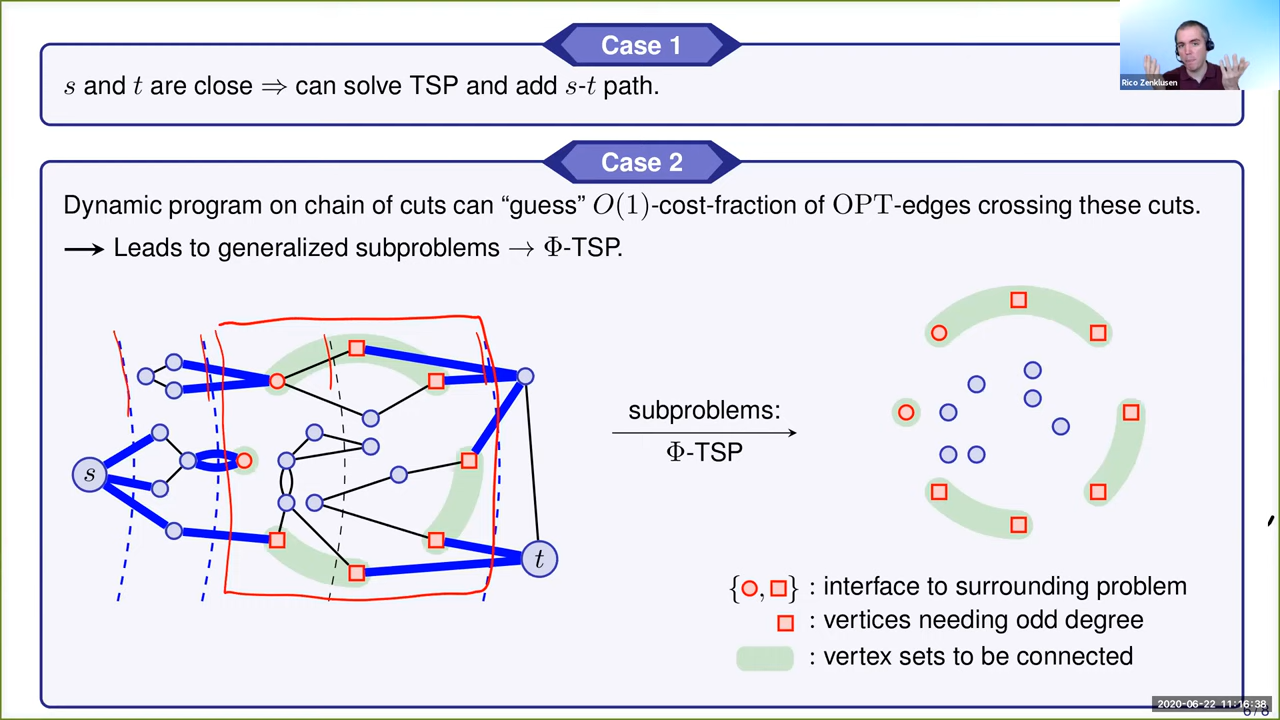 Case 1
Rico Zenklusen
s and t are close ⇒ can solve TSP and add s-t path.
Case 2
Dynamic program on chain of cuts can “guess” O(1)-cost-fraction of OPT-edges crossing these cuts.
→ Leads to generalized subproblems → Φ-TSP.
s
t
subproblems:
Φ-TSP
{○,□} : interface to surrounding problem
□ : vertices needing odd degree
: vertex sets to be connected
2020-06-22 11:16:38
6 / 8